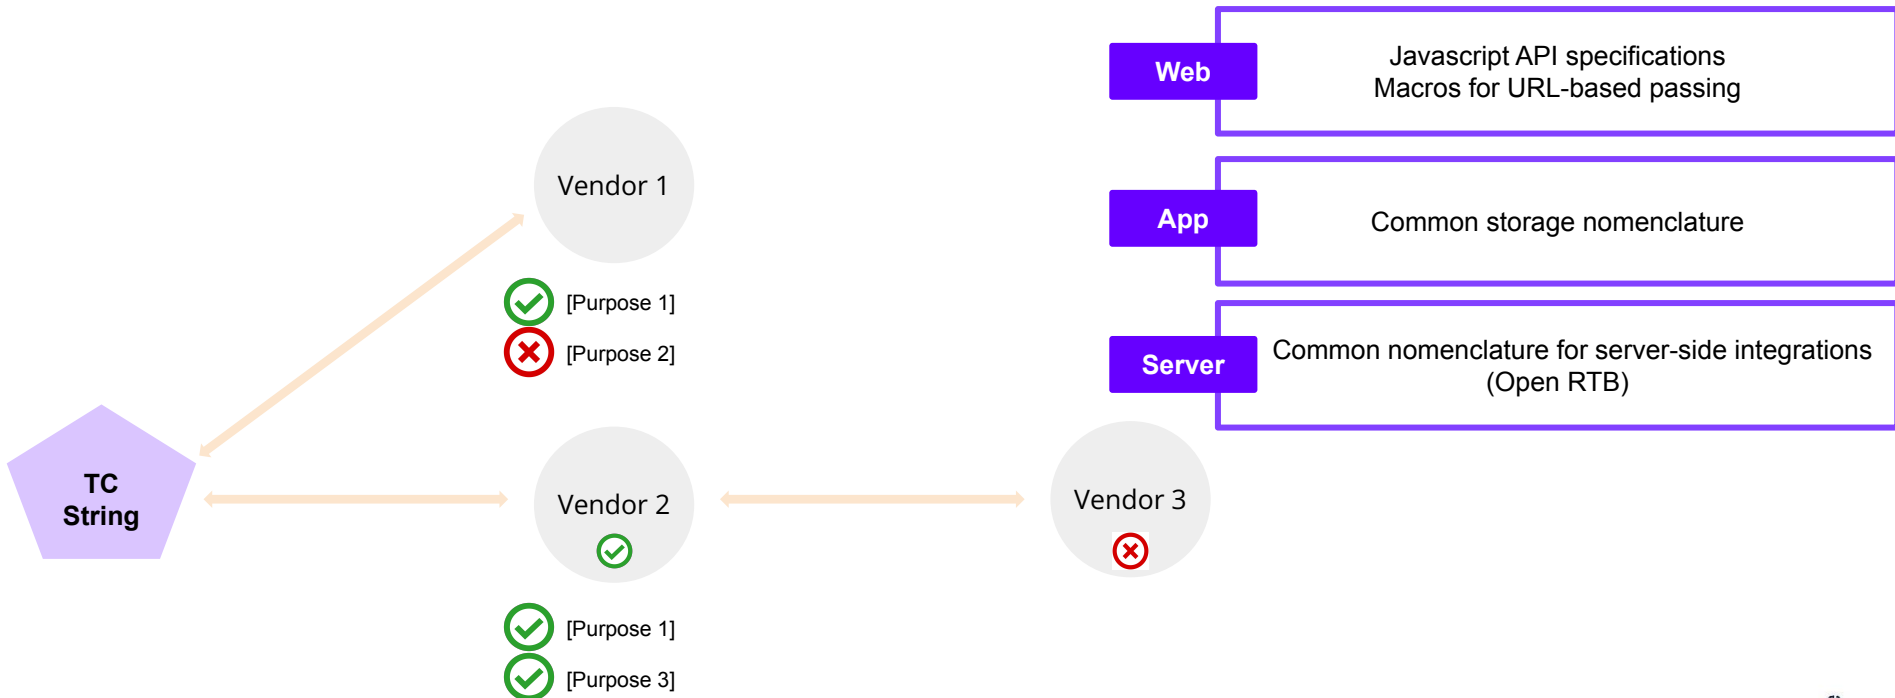 Web
Javascript API specifications
Macros for URL-based passing
Vendor 1
App
Common storage nomenclature
[Purpose 1]
[Purpose 2]
Server
Common nomenclature for server-side integrations
(Open RTB)
TC
String
Vendor 2
Vendor 3
[Purpose 1]
[Purpose 3]